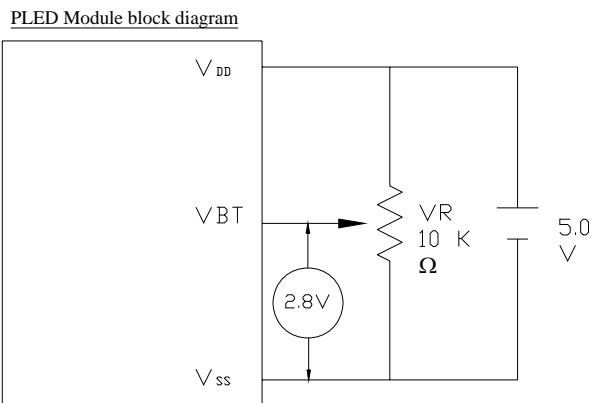 PLED Module block diagram
VDD
VBT
VR
10 K
Ω
5.0
V
2.8V
VSS